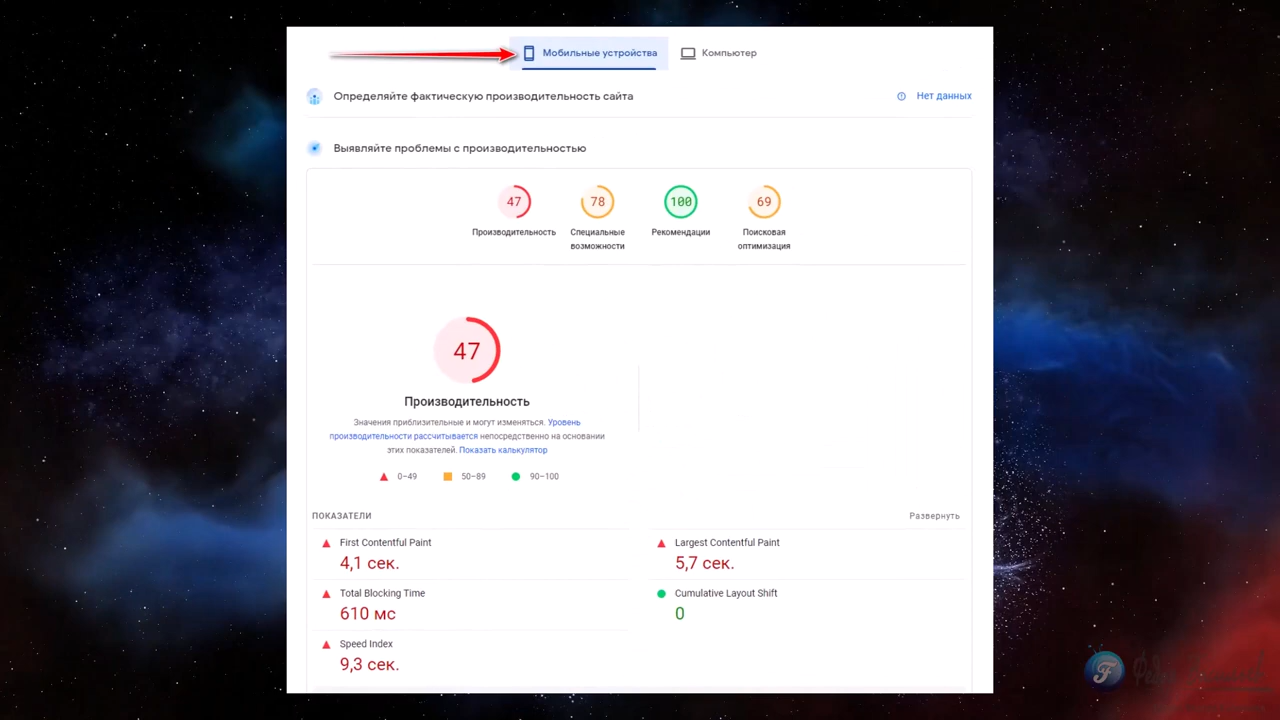 Мобильные устройства
Компьютер
Определяйте фактическую производительность сайта
Нет данных
Выявляйте проблемы с производительностью
47
78
100
69
Производительность
Специальные
возможности
Рекомендации
Поисковая
оптимизация
47
Производительность
Значения приблизительные и могут изменяться. Уровень
производительности рассчитывается непосредственно на основании
этих показателей. Показать калькулятор
0–49
50–89
90–100
ПОКАЗАТЕЛИ
Развернуть
First Contentful Paint
4,1 сек.
Largest Contentful Paint
5,7 сек.
Total Blocking Time
610 мс
Cumulative Layout Shift
0
Speed Index
9,3 сек.